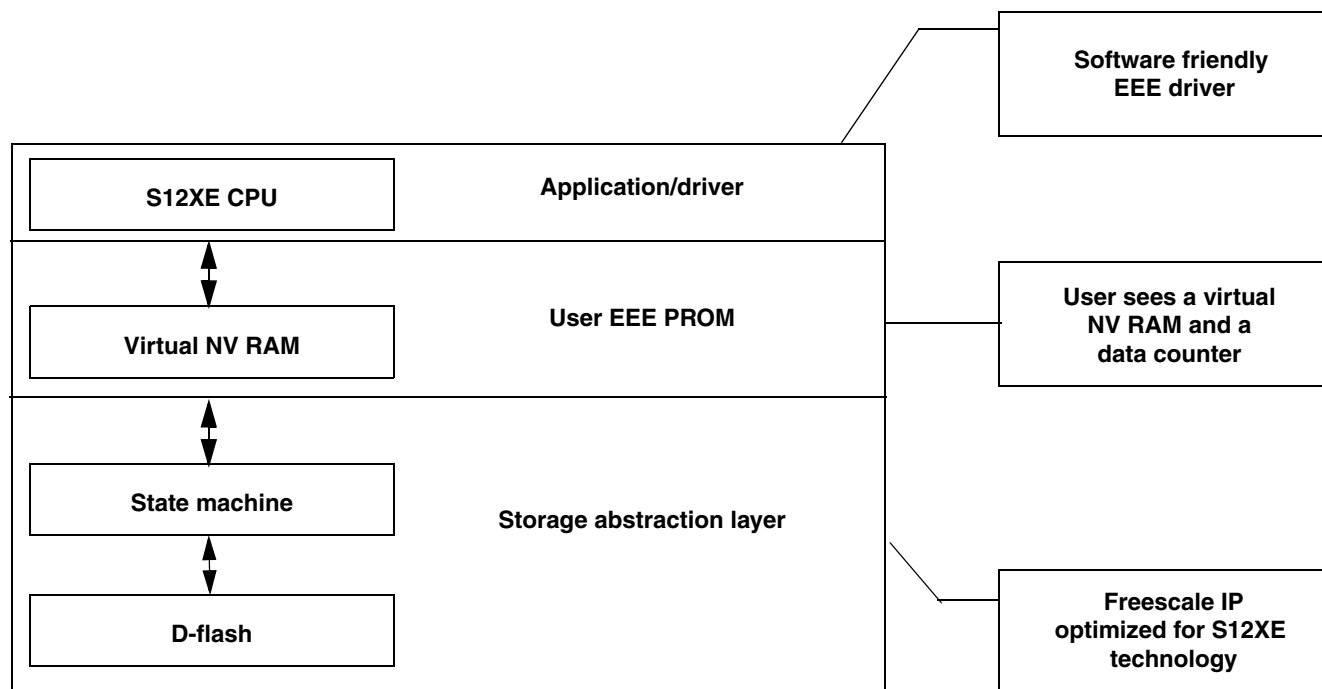 Software friendly
EEE driver
S12XE CPU
Application/driver
Virtual NV RAM
User EEE PROM
User sees a virtual
NV RAM and a
data counter
State machine
Storage abstraction layer
D-flash
Freescale IP
optimized for S12XE
technology